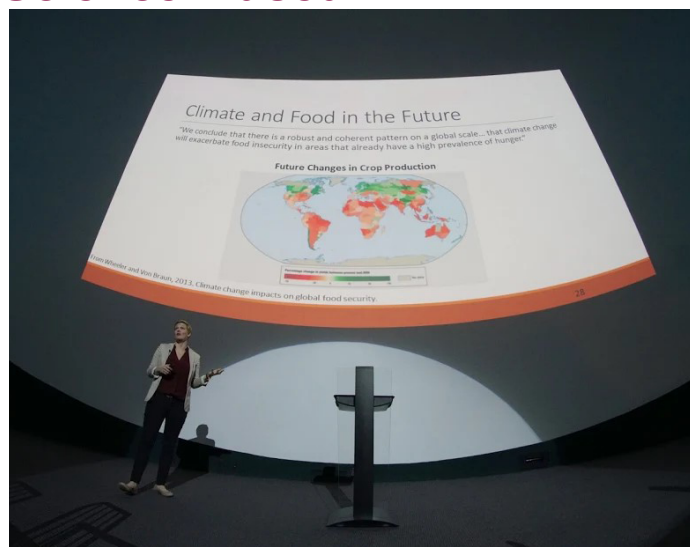 Climate and Food in the Future
"We conclude that there is a robust and coherent pattern on a global scale... that climate change
will exacerbate food insecurity in areas that already have a high prevalence of hunger"
Future Changes in Crop Production
From Wheeler and Von Braun, 2013. Climate change impacts on global food security.
28